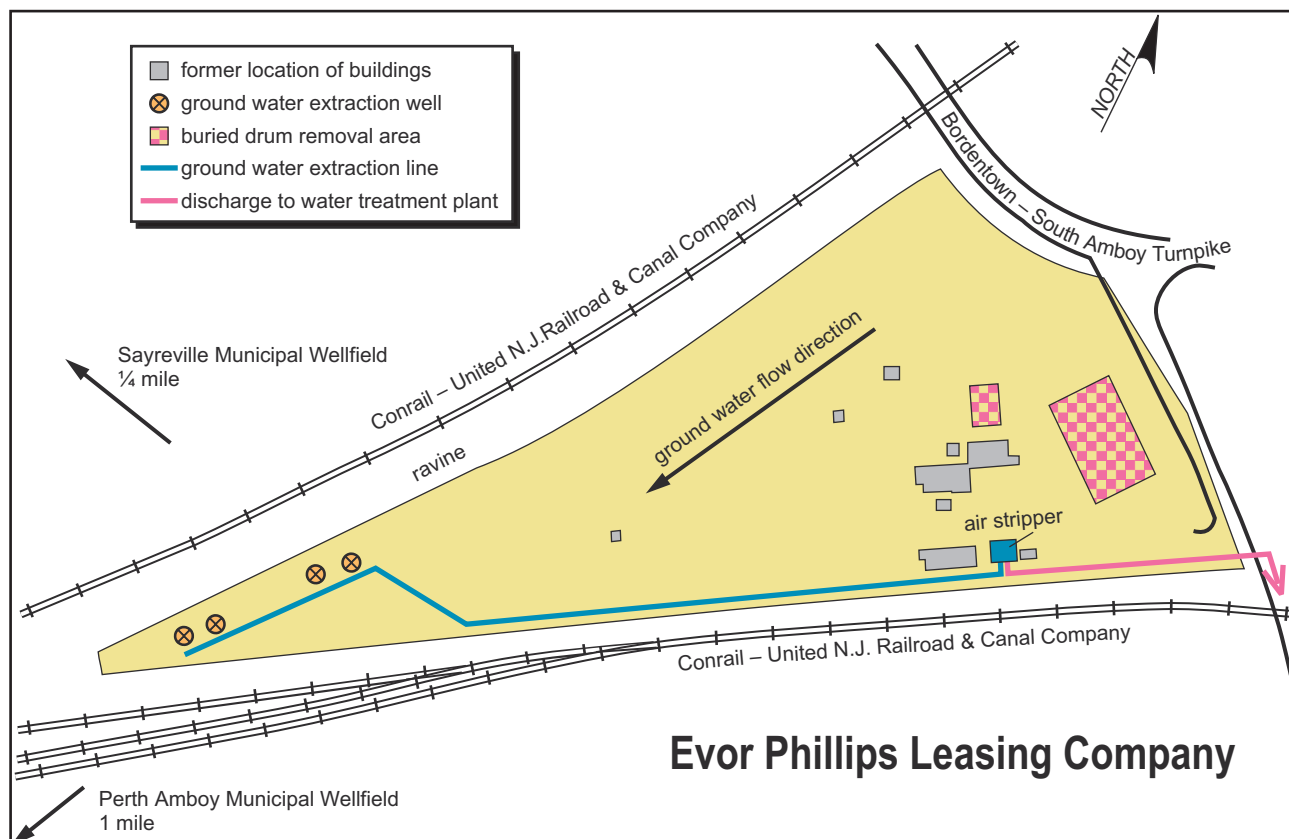 former location of buildings
ground water extraction well
buried drum removal area
ground water extraction line
discharge to water treatment plant
NORTH
Bordentown – South Amboy Turnpike
Conrail – United N.J.Railroad & Canal Company
Sayreville Municipal Wellfield
¼ mile
ravine
ground water flow direction
air stripper
Conrail – United N.J. Railroad & Canal Company
Evor Phillips Leasing Company
Perth Amboy Municipal Wellfield
1 mile